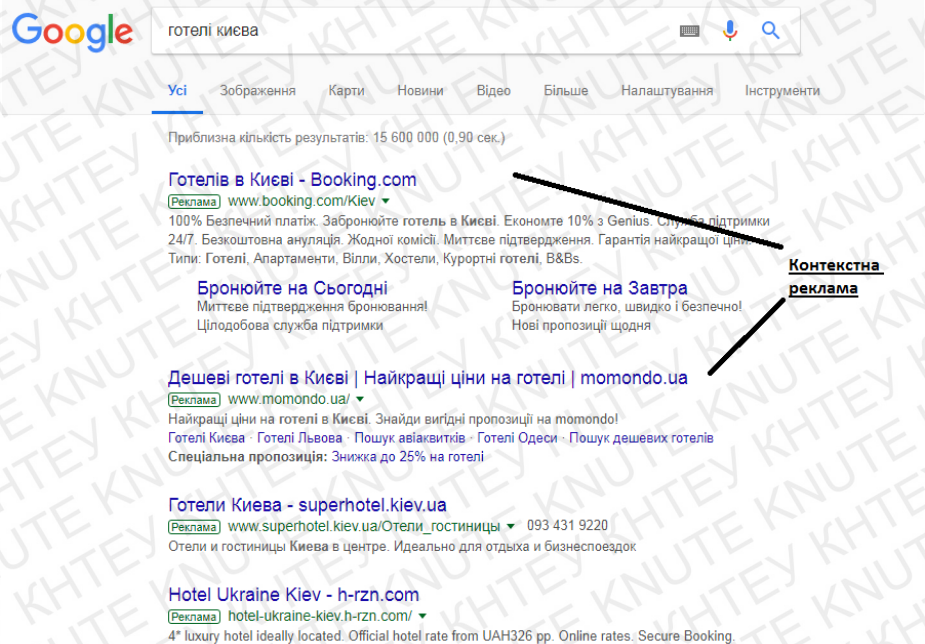 Google
готелі києва
Усі Зображення Карти Новини Відео Більше Налаштування Інструменти
Приблизна кількість результатів: 15 600 000 (0,90 сек.)
Готелів в Києві - Booking.com
Реклама www.booking.com/Kiev
100% Безпечний платіж. Забронюйте готель в Києві. Економте 10% з Genius. Служба підтримки
24/7. Безкоштовна ануляція. Жодної комісії. Миттєве підтвердження. Гарантія найкращої ціни.
Типи: Готелі, Апартаменти, Вілли, Хостели, Курортні готелі, B&Bs.
Контекстна
реклама
Бронюйте на Сьогодні Бронюйте на Завтра
Миттєве підтвердження бронювання! Бронювати легко, швидко і безпечно!
Цілодобова служба підтримки Нові пропозиції щодня
Дешеві готелі в Києві | Найкращі ціни на готелі | momondo.ua
Реклама www.momondo.ua/
Найкращі ціни на готелі в Києві. Знайди вигідні пропозиції на momondo!
Готелі Києва · Готелі Львова · Пошук авіаквитків · Готелі Одеси · Пошук дешевих готелів
Спеціальна пропозиція: Знижка до 25% на готелі
Готели Киева - superhotel.kiev.ua
Реклама www.superhotel.kiev.ua/Отели_гостиницы 093 431 9220
Отели и гостиницы Киева в центре. Идеально для отдыха и бизнеспоездок
Hotel Ukraine Kiev - h-rzn.com
Реклама hotel-ukraine-kiev.h-rzn.com/
4* luxury hotel ideally located. Official hotel rate from UAH326 pp. Online rates. Secure Booking.
KNUTE KHTEY